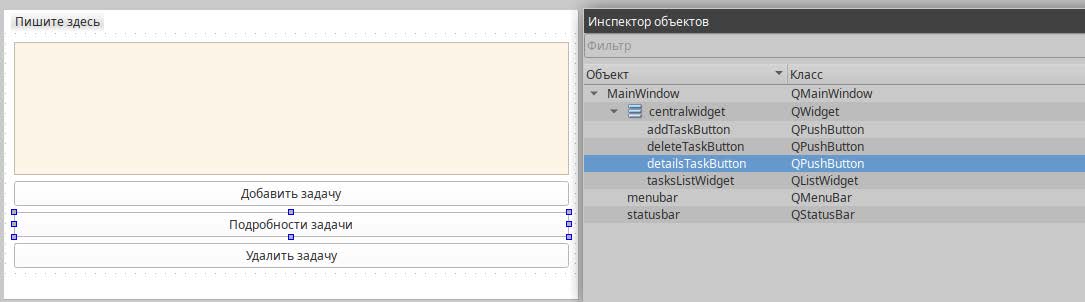 Пишите здесь
Добавить задачу
Подробности задачи
Удалить задачу
Инспектор объектов
Фильтр
Объект Класс
MainWindow QMainWindow
centralwidget QWidget
addTaskButton QPushButton
deleteTaskButton QPushButton
detailsTaskButton QPushButton
tasksListWidget QListWidget
menubar QMenuBar
statusbar QStatusBar